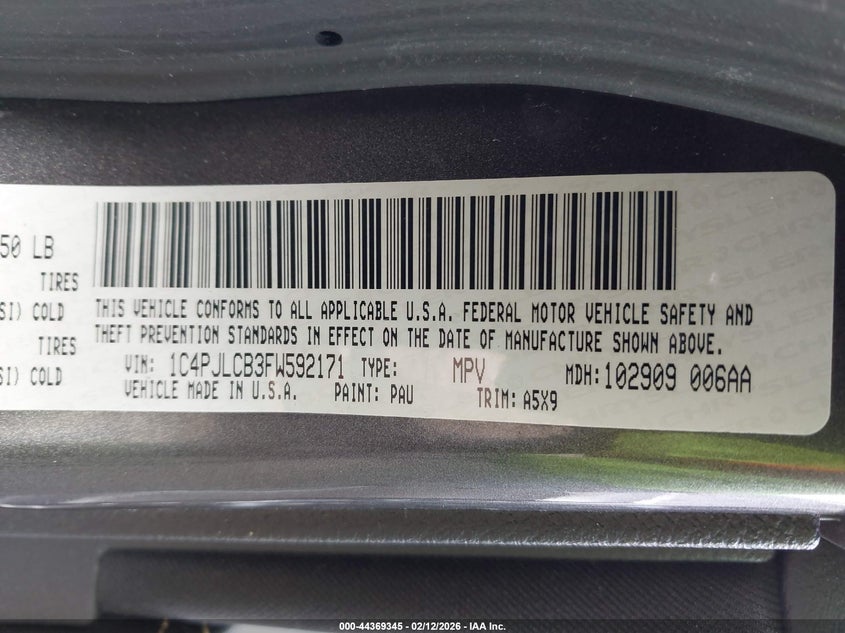 50 LB
TIRES
SI) COLD
TIRES
SI) COLD
THIS VEHICLE CONFORMS TO ALL APPLICABLE U.S.A. FEDERAL MOTOR VEHICLE SAFETY AND
THEFT PREVENTION STANDARDS IN EFFECT ON THE DATE OF MANUFACTURE SHOWN ABOVE.
VIN: 1C4PJLCB3FW592171 TYPE: MPV MDH: 102909 006AA
VEHICLE MADE IN U.S.A. PAINT: PAU TRIM: A5X9
000-44369345 - 02/12/2026 - IAA Inc.